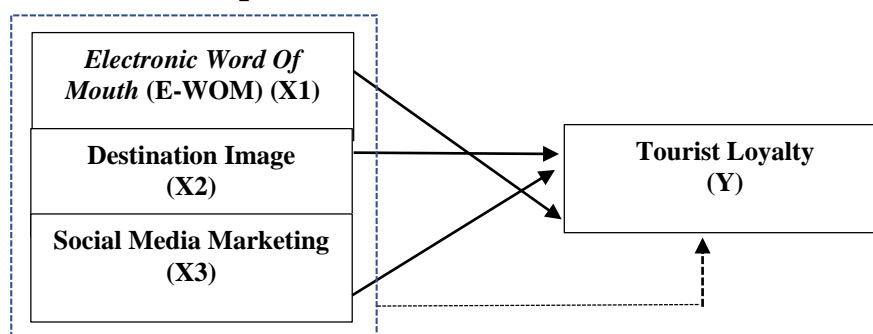 Electronic Word Of
Mouth (E-WOM) (X1)
Destination Image
(X2)
Social Media Marketing
(X3)
Tourist Loyalty
(Y)